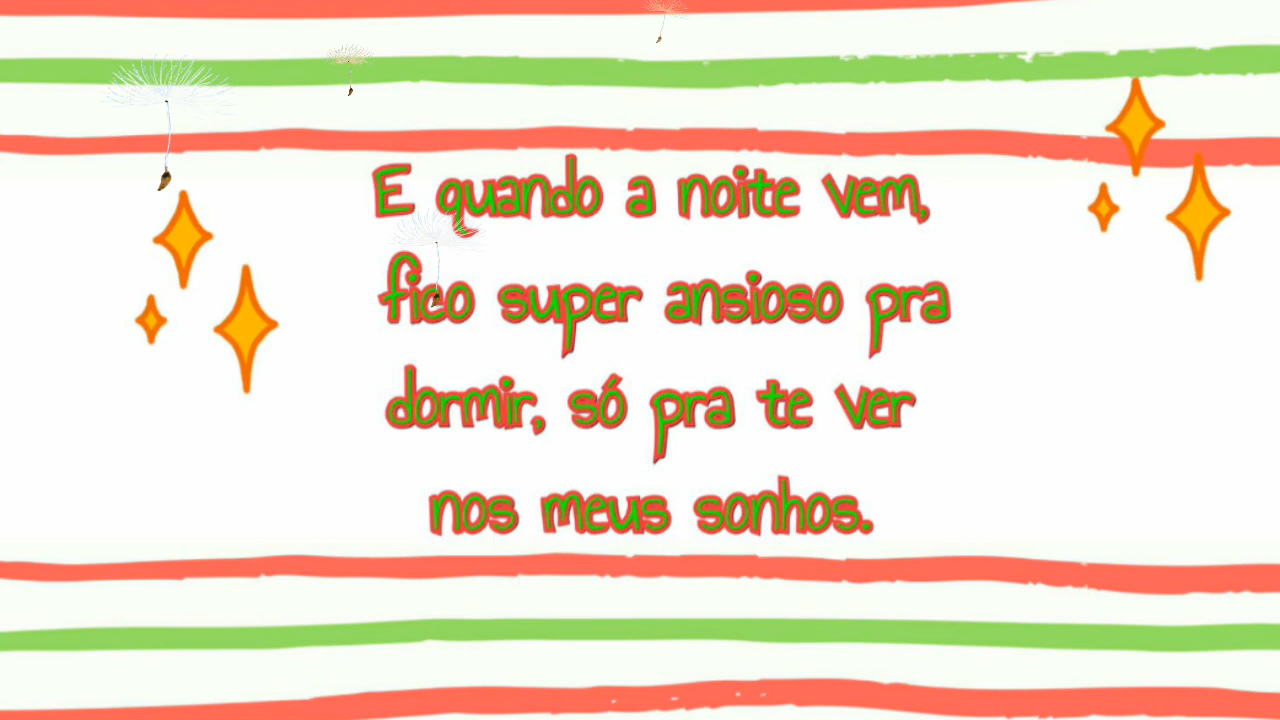 E quando a noite vem,
fico super ansioso pra
dormir, só pra te ver
nos meus sonhos.